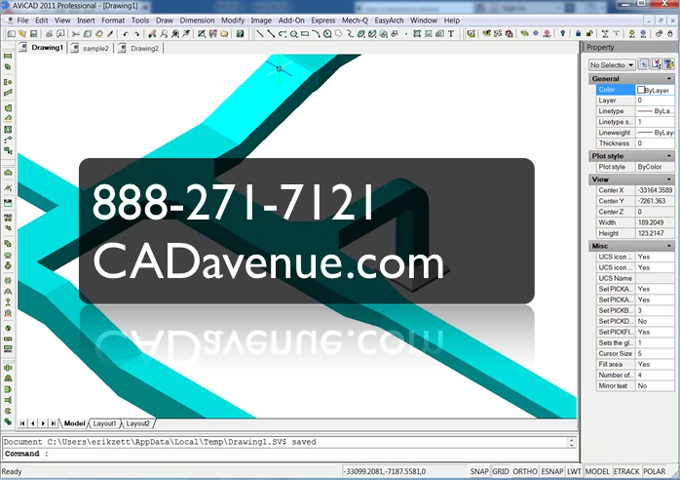 AViCAD 2011 Professional - [Drawing1]
File Edit View Insert Format Tools Draw Dimension Modify Image Add-On Express Mech-Q EasyArch Window Help
Drawing1 sample2 Drawing2
888-271-7121
CADavenue.com
Property
No Selectio
General
Color ByLayer
Layer 0
Linetype ByLa...
Linetype s... 1
Lineweight ByLay
Thickness 0
Plot style
Plot style ByColor
View
Center X -33164.3589
Center Y -7261.363
Center Z 0
Width 189.2049
Height 123.2147
Misc
UCS icon ... Yes
UCS icon ... Yes
UCS Name
Set PICKA... Yes
Set PICKA... Yes
Set PICKB... 3
Set PICKD... No
Set PICKFI... Yes
Sets the gl... 1
Cursor Size 5
Fill area Yes
Number of... 4
Mirror text No
Model Layout1 Layout2
Document C:\Users\erikzett\AppData\Local\Temp\Drawing1.SV$ saved
Command :
Ready -33099.2081,-7187.5581,0 SNAP GRID ORTHO ESNAP LWT MODEL ETRACK POLAR